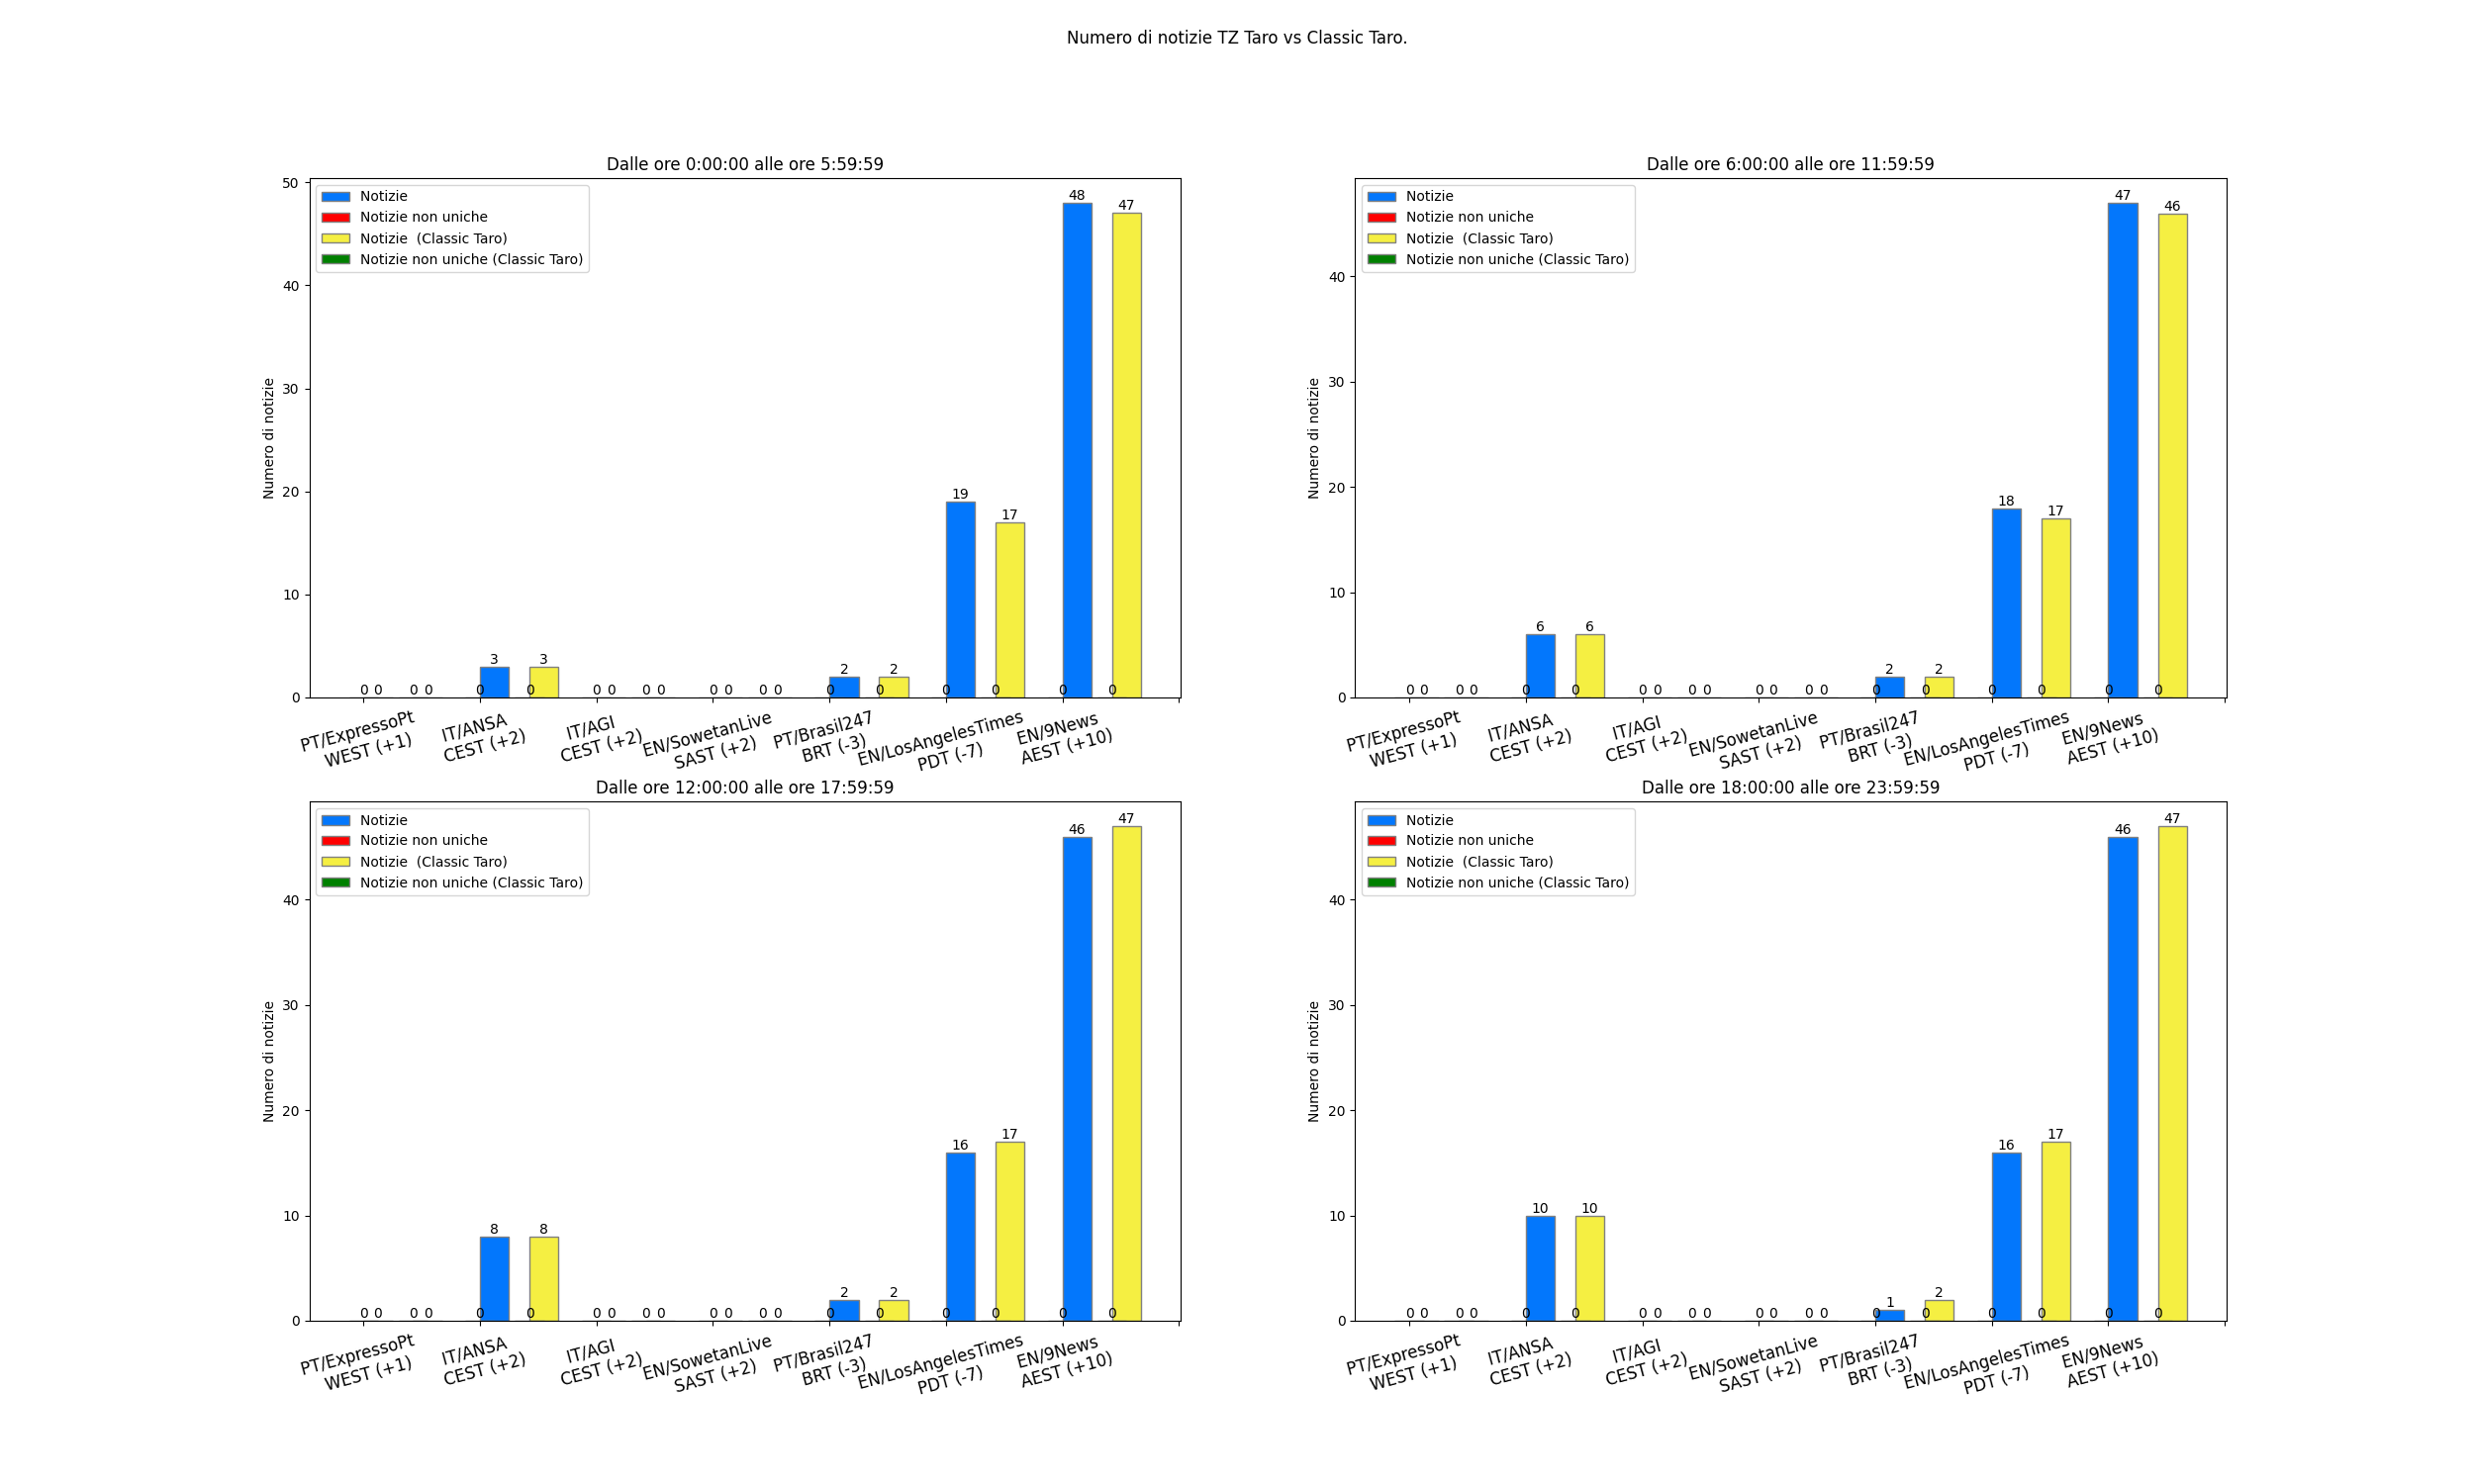 Numero di notizie TZ Taro vs Classic Taro.
Dalle ore 0:00:00 alle ore 5:59:59
Notizie
Notizie non uniche
Notizie  (Classic Taro)
Notizie non uniche (Classic Taro)
Numero di notizie
50
40
30
20
10
0
48
47
19
17
3
3
2
2
0 0 0 0 0 0 0 0 0 0 0 0 0 0 0 0 0 0 0 0
PT/ExpressoPt
WEST (+1)
IT/ANSA
CEST (+2)
IT/AGI
CEST (+2)
EN/SowetanLive
SAST (+2)
PT/Brasil247
BRT (-3)
EN/LosAngelesTimes
PDT (-7)
EN/9News
AEST (+10)
Dalle ore 6:00:00 alle ore 11:59:59
Notizie
Notizie non uniche
Notizie  (Classic Taro)
Notizie non uniche (Classic Taro)
Numero di notizie
40
30
20
10
0
47
46
18
17
6
6
2
2
0 0 0 0 0 0 0 0 0 0 0 0 0 0 0 0 0 0 0 0
PT/ExpressoPt
WEST (+1)
IT/ANSA
CEST (+2)
IT/AGI
CEST (+2)
EN/SowetanLive
SAST (+2)
PT/Brasil247
BRT (-3)
EN/LosAngelesTimes
PDT (-7)
EN/9News
AEST (+10)
Dalle ore 12:00:00 alle ore 17:59:59
Notizie
Notizie non uniche
Notizie  (Classic Taro)
Notizie non uniche (Classic Taro)
Numero di notizie
40
30
20
10
0
46
47
16
17
8
8
2
2
0 0 0 0 0 0 0 0 0 0 0 0 0 0 0 0 0 0 0 0
PT/ExpressoPt
WEST (+1)
IT/ANSA
CEST (+2)
IT/AGI
CEST (+2)
EN/SowetanLive
SAST (+2)
PT/Brasil247
BRT (-3)
EN/LosAngelesTimes
PDT (-7)
EN/9News
AEST (+10)
Dalle ore 18:00:00 alle ore 23:59:59
Notizie
Notizie non uniche
Notizie  (Classic Taro)
Notizie non uniche (Classic Taro)
Numero di notizie
40
30
20
10
0
46
47
16
17
10
10
1
2
0 0 0 0 0 0 0 0 0 0 0 0 0 0 0 0 0 0 0 0
PT/ExpressoPt
WEST (+1)
IT/ANSA
CEST (+2)
IT/AGI
CEST (+2)
EN/SowetanLive
SAST (+2)
PT/Brasil247
BRT (-3)
EN/LosAngelesTimes
PDT (-7)
EN/9News
AEST (+10)